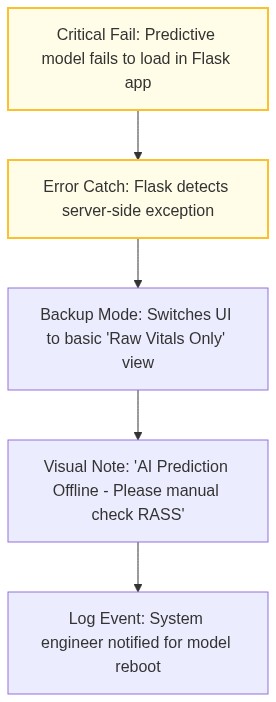 Critical Fail: Predictive
model fails to load in Flask
app
Error Catch: Flask detects
server-side exception
Backup Mode: Switches UI
to basic 'Raw Vitals Only'
view
Visual Note: 'AI Prediction
Offline - Please manual
check RASS'
Log Event: System
engineer notified for model
reboot